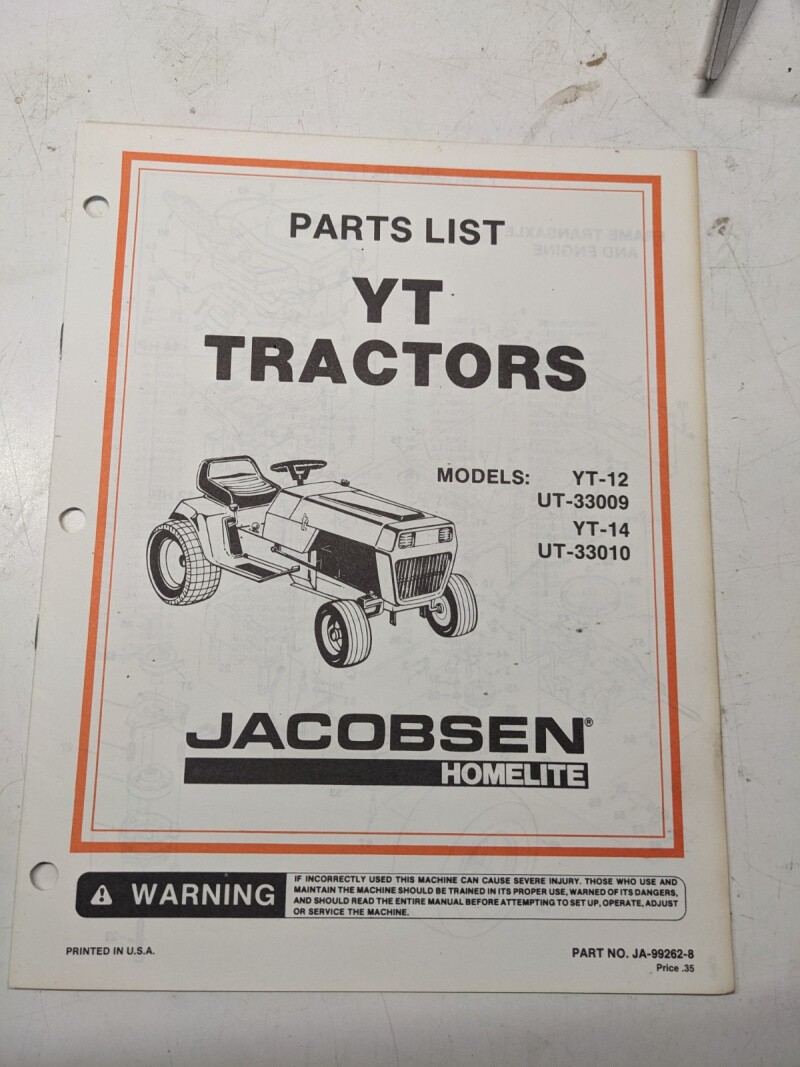 PARTS LIST
YT
TRACTORS
MODELS: YT-12
UT-33009
YT-14
UT-33010
JACOBSEN®
HOMELITE
WARNING
IF INCORRECTLY USED THIS MACHINE CAN CAUSE SEVERE INJURY. THOSE WHO USE AND
MAINTAIN THE MACHINE SHOULD BE TRAINED IN ITS PROPER USE, WARNED OF ITS DANGERS,
AND SHOULD READ THE ENTIRE MANUAL BEFORE ATTEMPTING TO SET UP, OPERATE, ADJUST
OR SERVICE THE MACHINE.
PRINTED IN U.S.A.
PART NO. JA-99262-8
Price .35